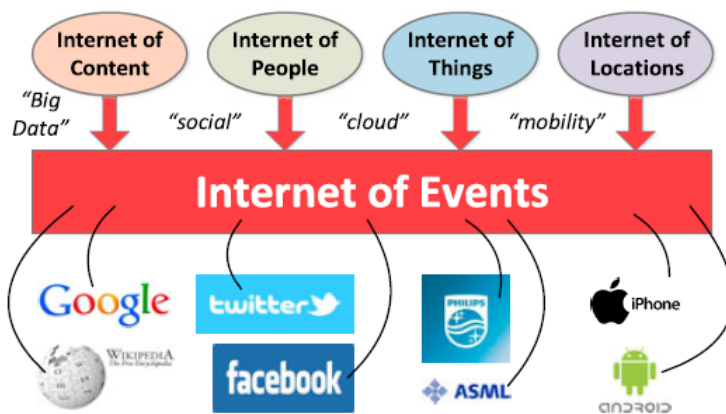 Internet of
Content
Internet of
People
Internet of
Things
Internet of
Locations
“Big
Data”
“social”
“cloud”
“mobility”
Internet of Events
Google
twitter
PHILIPS
iPhone
WIKIPEDIA
The Free Encyclopedia
facebook
ASML
ANDROID